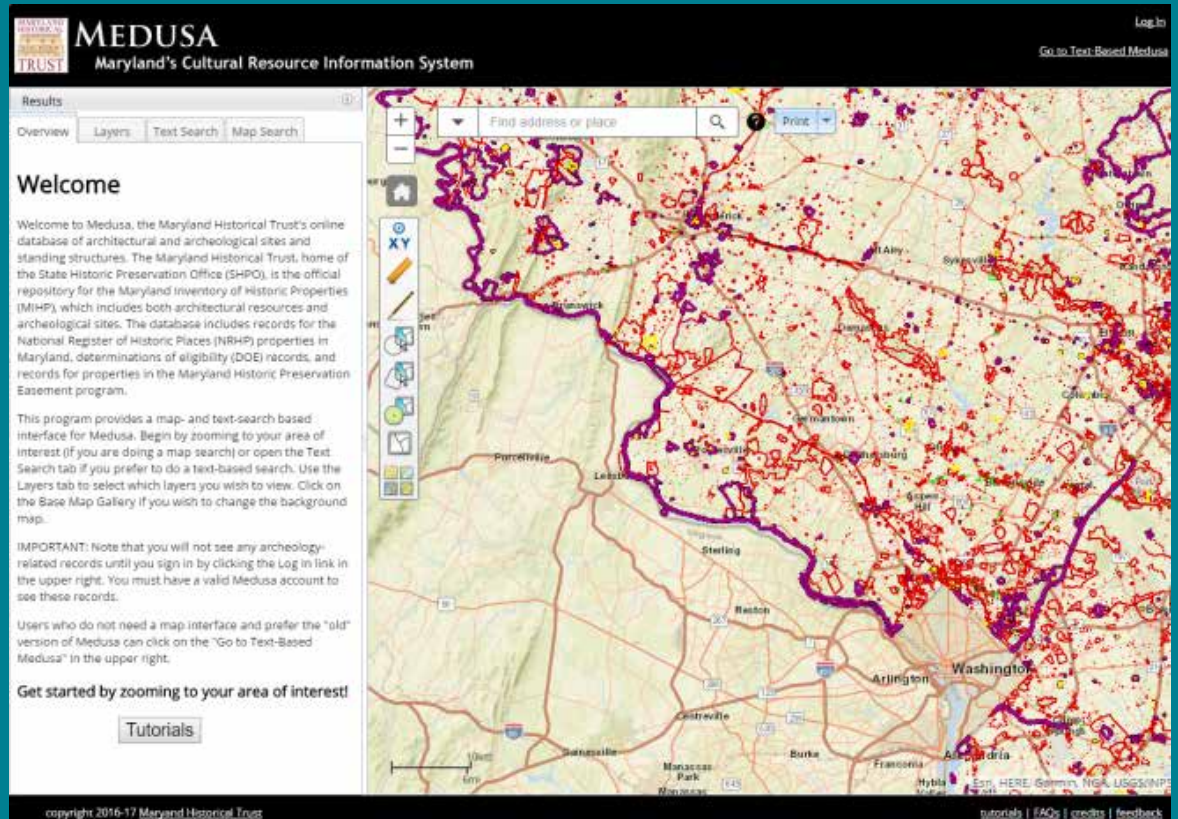 MARYLAND
HISTORICAL
TRUST
MEDUSA
Maryland's Cultural Resource Information System
Log In
Go to Text-Based Medusa
Results
Overview
Layers
Text Search
Map Search
Welcome
Welcome to Medusa, the Maryland Historical Trust's online
database of architectural and archeological sites and
standing structures. The Maryland Historical Trust, home of
the State Historic Preservation Office (SHPO), is the official
repository for the Maryland Inventory of Historic Properties
(MIHP), which includes both architectural resources and
archeological sites. The database includes records for the
National Register of Historic Places (NRHP) properties in
Maryland, determinations of eligibility (DOE) records, and
records for properties in the Maryland Historic Preservation
Easement program.
This program provides a map- and text-search based
interface for Medusa. Begin by zooming to your area of
interest (if you are doing a map search) or open the Text
Search tab if you prefer to do a text-based search. Use the
Layers tab to select which layers you wish to view. Click on
the Base Map Gallery if you wish to change the background
map.
IMPORTANT: Note that you will not see any archeology-
related records until you sign in by clicking the Log In link in
the upper right. You must have a valid Medusa account to
see these records.
Users who do not need a map interface and prefer the "old"
version of Medusa can click on the "Go to Text-Based
Medusa" in the upper right.
Get started by zooming to your area of interest!
Tutorials
+
Find address or place
?
Print
−
XY
Sykesville
Brunswick
Damascus
Columbia
Germantown
Purcellville
Aspen
Hill
Sterling
Reston
267
Washington
Arlington
Centreville
Burke
Franconia
Manassas
Park
Manassas
Hybla
10km
6mi
Esri, HERE, Garmin, NGA, USGS/NPS
copyright 2016-17 Maryland Historical Trust
tutorials | FAQs | credits | feedback